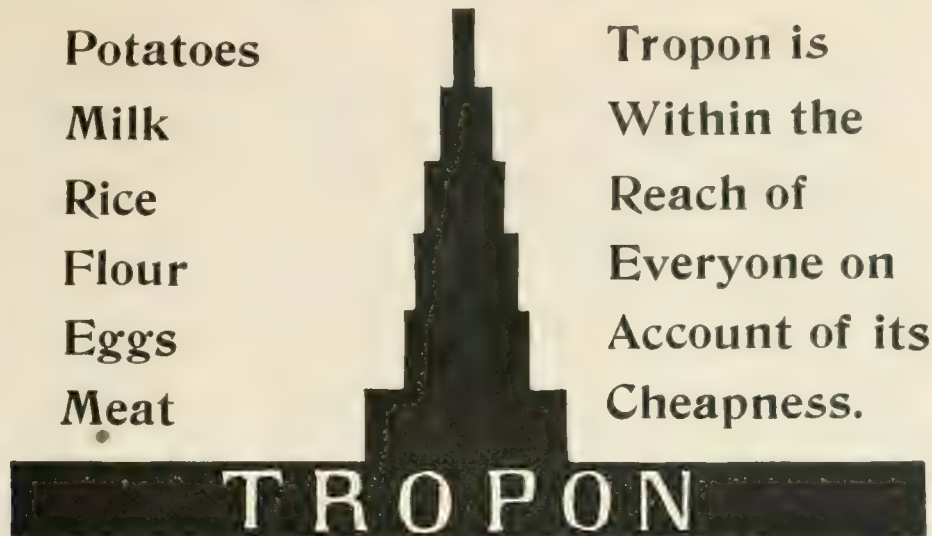 Potatoes
Milk
Rice
Flour
Eggs
Meat
Tropon is
Within the
Reach of
Everyone on
Account of its
Cheapness.
TROPON